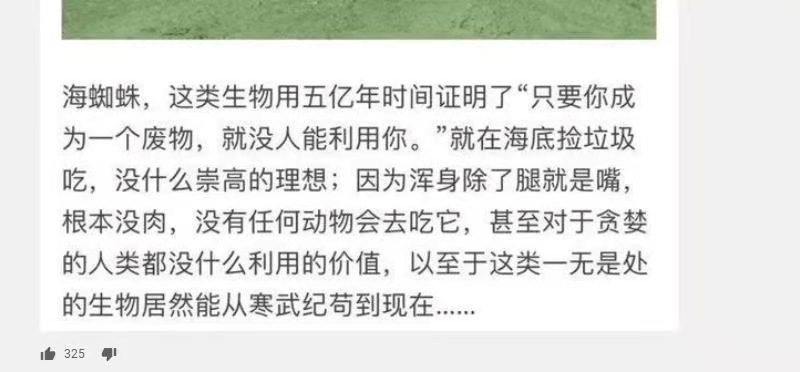 海蜘蛛，这类生物用五亿年时间证明了“只要你成
为一个废物，就没人能利用你。”就在海底捡垃圾
吃，没什么崇高的理想；因为浑身除了腿就是嘴，
根本没肉，没有任何动物会去吃它，甚至对于贪婪
的人类都没什么利用的价值，以至于这类一无是处
的生物居然能从寒武纪苟到现在......
325